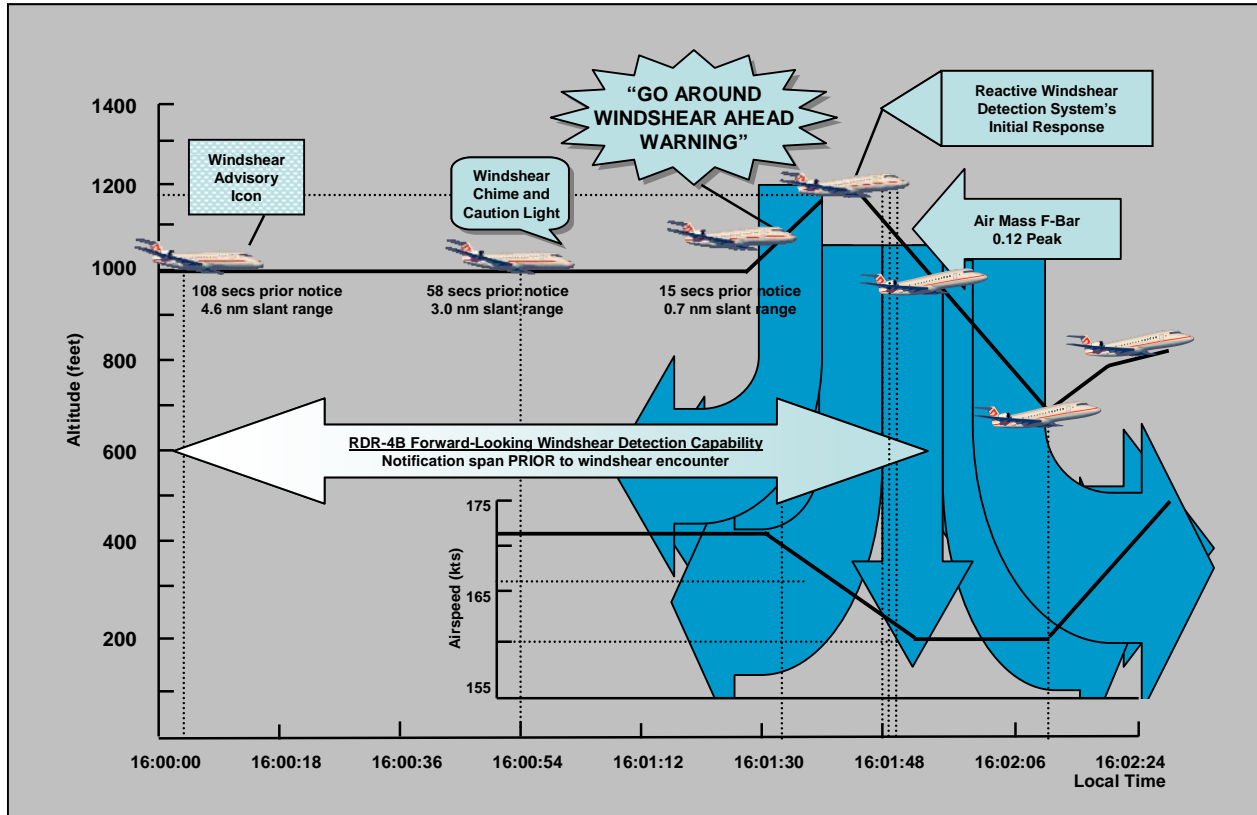 “GO AROUND
WINDSHEAR AHEAD
WARNING”
Reactive Windshear
Detection System’s
Initial Response
Windshear
Advisory
Icon
Windshear
Chime and
Caution Light
Air Mass F-Bar
0.12 Peak
108 secs prior notice
4.6 nm slant range
58 secs prior notice
3.0 nm slant range
15 secs prior notice
0.7 nm slant range
RDR-4B Forward-Looking Windshear Detection Capability
Notification span PRIOR to windshear encounter
Altitude (feet)
1400
1200
1000
800
600
400
200
Airspeed (kts)
175
165
155
16:00:00
16:00:18
16:00:36
16:00:54
16:01:12
16:01:30
16:01:48
16:02:06
16:02:24
Local Time